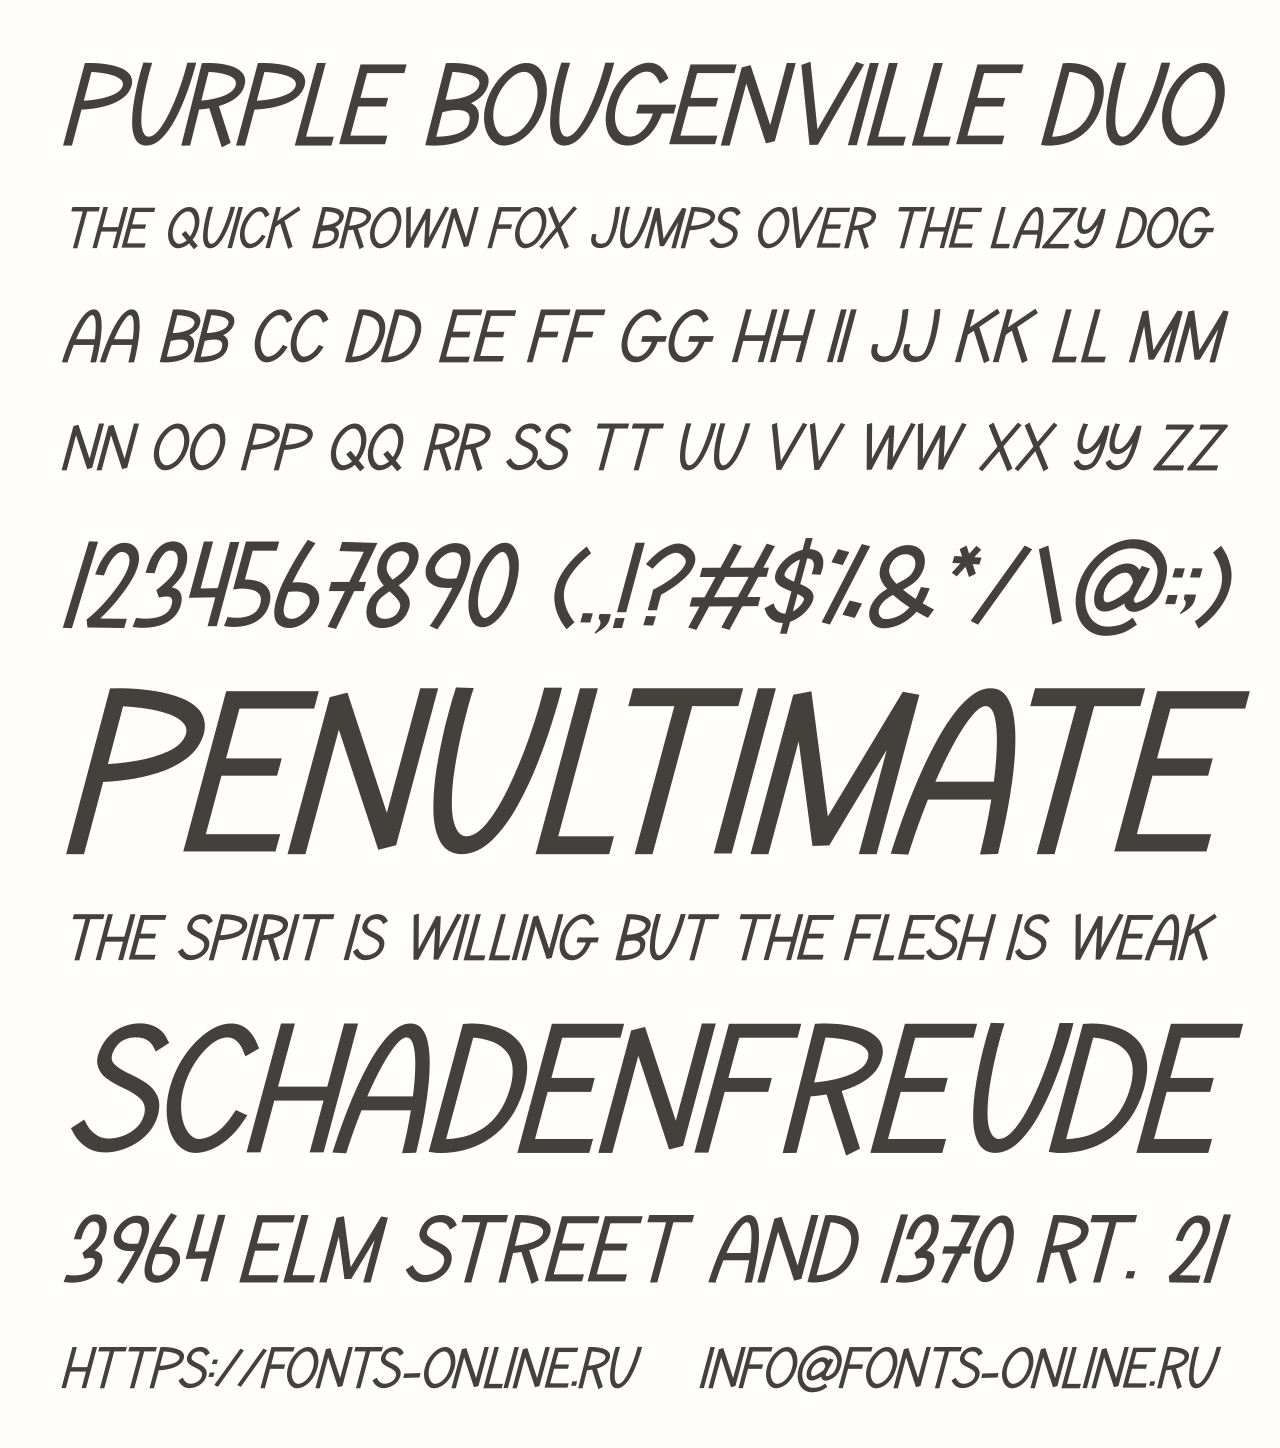 PURPLE BOUGENVILLE DUO
THE QUICK BROWN FOX JUMPS OVER THE LAZY DOG
AA BB CC DD EE FF GG HH II JJ KK LL MM
NN OO PP QQ RR SS TT UU VV WW XX YY ZZ
1234567890 (.,!?#$%&*/\@:;)
PENULTIMATE
THE SPIRIT IS WILLING BUT THE FLESH IS WEAK
SCHADENFREUDE
3964 ELM STREET AND 1370 RT. 21
HTTPS://FONTS-ONLINE.RU INFO@FONTS-ONLINE.RU